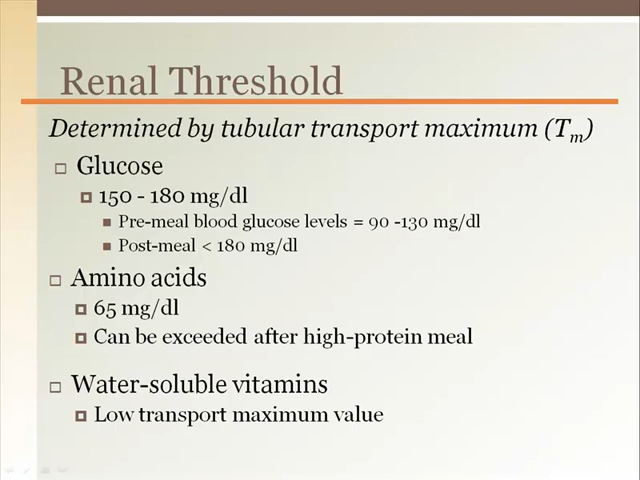 Renal Threshold
Determined by tubular transport maximum (Tm)
Glucose
150 - 180 mg/dl
Pre-meal blood glucose levels = 90 -130 mg/dl
Post-meal < 180 mg/dl
Amino acids
65 mg/dl
Can be exceeded after high-protein meal
Water-soluble vitamins
Low transport maximum value